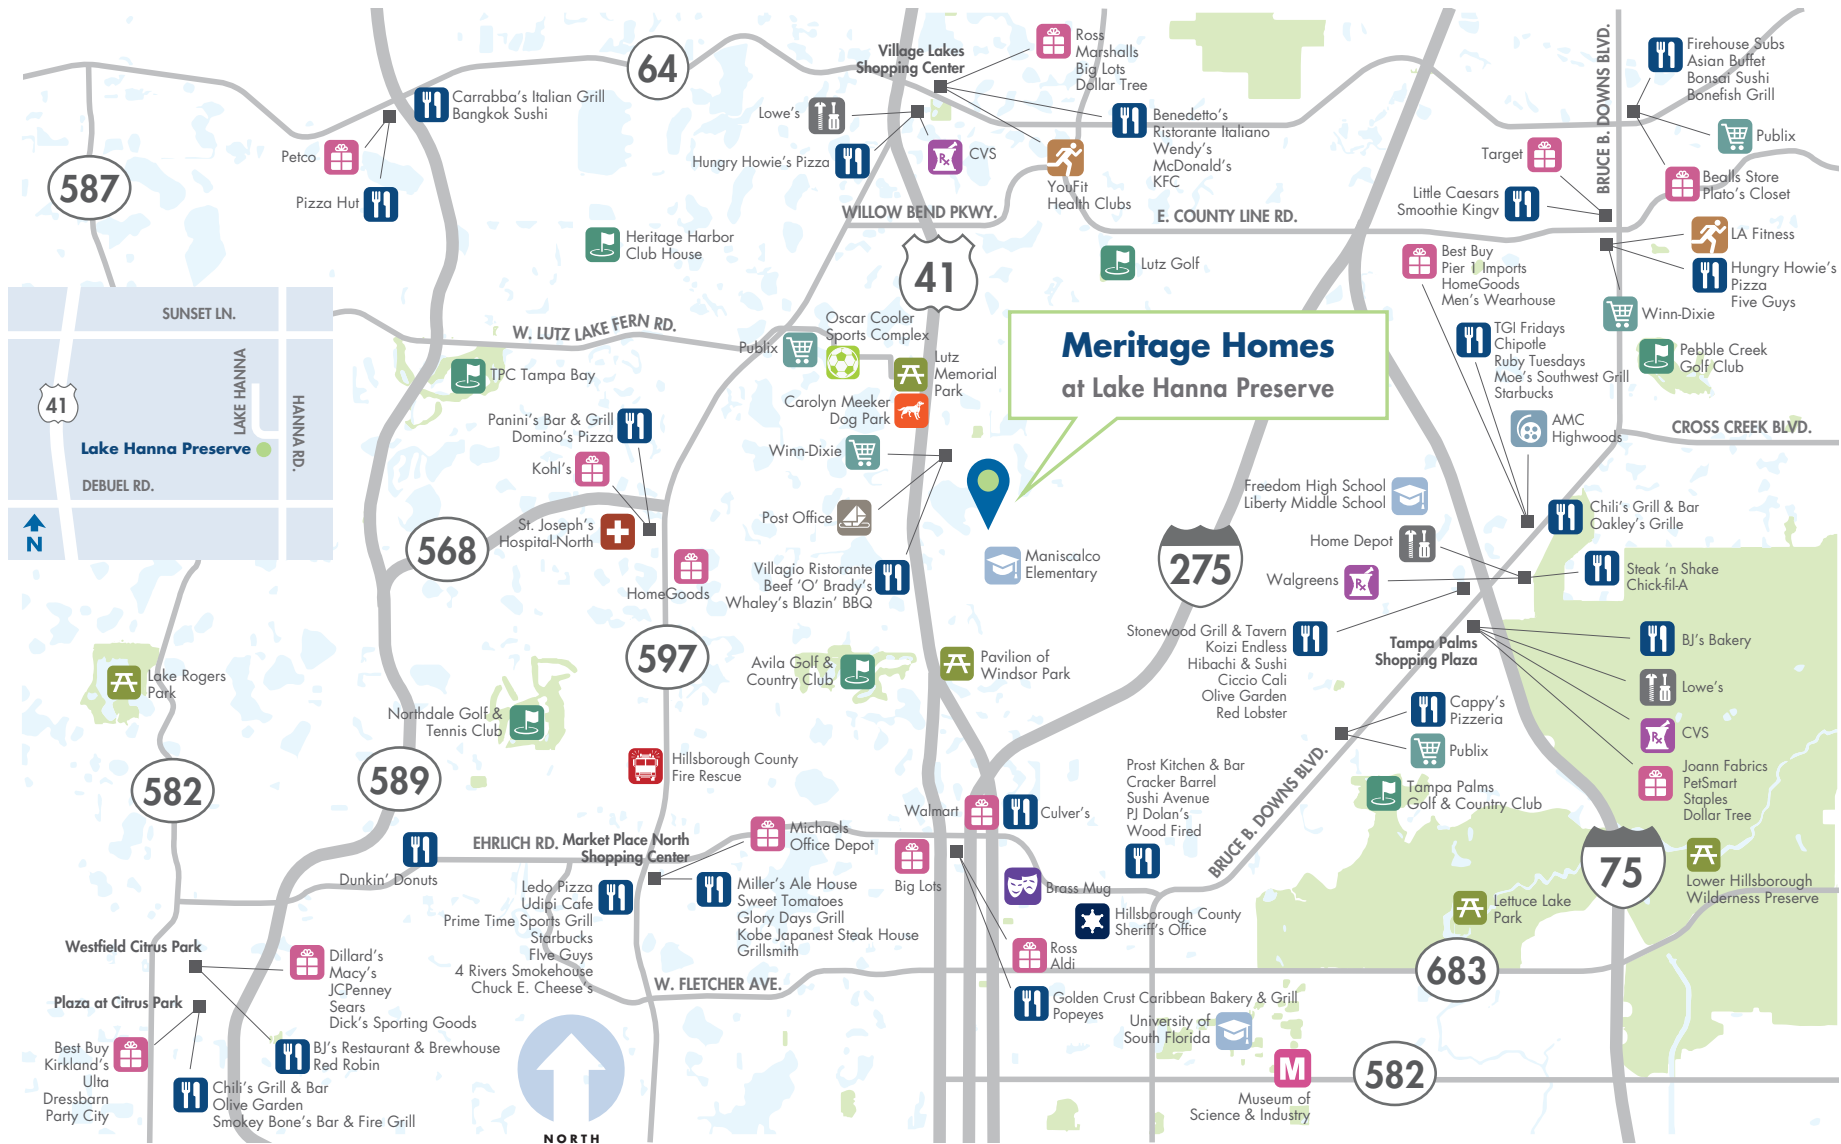 64
Village Lakes
Shopping Center
Ross
Marshalls
Big Lots
Dollar Tree
BRUCE B. DOWNS BLVD.
Firehouse Subs
Asian Buffet
Bonsai Sushi
Bonefish Grill
Carrabba's Italian Grill
Bangkok Sushi
Petco
Pizza Hut
587
Lowe's
Hungry Howie's Pizza
CVS
Rx
Benedetto's
Ristorante Italiano
Wendy's
McDonald's
KFC
YouFit
Health Clubs
Publix
Target
Bealls Store
Plato's Closet
Little Caesars
Smoothie Kingv
WILLOW BEND PKWY.
E. COUNTY LINE RD.
LA Fitness
Hungry Howie's
Pizza
Five Guys
Heritage Harbor
Club House
41
Lutz Golf
Best Buy
Pier 1 Imports
HomeGoods
Men's Wearhouse
Winn-Dixie
TGI Fridays
Chipotle
Ruby Tuesdays
Moe's Southwest Grill
Starbucks
Pebble Creek
Golf Club
SUNSET LN.
LAKE HANNA
HANNA RD.
41
Lake Hanna Preserve
DEBUEL RD.
N
W. LUTZ LAKE FERN RD.
Oscar Cooler
Sports Complex
Publix
Lutz
Memorial
Park
Carolyn Meeker
Dog Park
TPC Tampa Bay
Meritage Homes
at Lake Hanna Preserve
AMC
Highwoods
CROSS CREEK BLVD.
Panini's Bar & Grill
Domino's Pizza
Kohl's
Winn-Dixie
St. Joseph's
Hospital-North
Post Office
568
HomeGoods
Villagio Ristorante
Beef 'O' Brady's
Whaley's Blazin' BBQ
Maniscalco
Elementary
275
Freedom High School
Liberty Middle School
Chili's Grill & Bar
Oakley's Grille
Home Depot
Walgreens
Rx
Steak 'n Shake
Chick-fil-A
Stonewood Grill & Tavern
Koizi Endless
Hibachi & Sushi
Ciccio Cali
Olive Garden
Red Lobster
Tampa Palms
Shopping Plaza
BJ's Bakery
Lowe's
CVS
Rx
Joann Fabrics
PetSmart
Staples
Dollar Tree
Cappy's
Pizzeria
Publix
Tampa Palms
Golf & Country Club
BRUCE B. DOWNS BLVD.
Lake Rogers
Park
597
Avila Golf &
Country Club
Pavilion of
Windsor Park
Northdale Golf &
Tennis Club
582
589
Hillsborough County
Fire Rescue
Prost Kitchen & Bar
Cracker Barrel
Sushi Avenue
PJ Dolan's
Wood Fired
Walmart
Culver's
EHRLICH RD.
Market Place North
Shopping Center
Michaels
Office Depot
Big Lots
Dunkin' Donuts
Ledo Pizza
Udipi Cafe
Prime Time Sports Grill
Starbucks
FIve Guys
4 Rivers Smokehouse
Chuck E. Cheese's
Miller's Ale House
Sweet Tomatoes
Glory Days Grill
Kobe Japanest Steak House
Grillsmith
Brass Mug
Hillsborough County
Sheriff's Office
75
Lower Hillsborough
Wilderness Preserve
Lettuce Lake
Park
Ross
Aldi
683
Westfield Citrus Park
Dillard's
Macy's
JCPenney
Sears
Dick's Sporting Goods
Plaza at Citrus Park
W. FLETCHER AVE.
Golden Crust Caribbean Bakery & Grill
Popeyes
University of
South Florida
Best Buy
Kirkland's
Ulta
Dressbarn
Party City
BJ's Restaurant & Brewhouse
Red Robin
Chili's Grill & Bar
Olive Garden
Smokey Bone's Bar & Fire Grill
M
Museum of
Science & Industry
582
NORTH